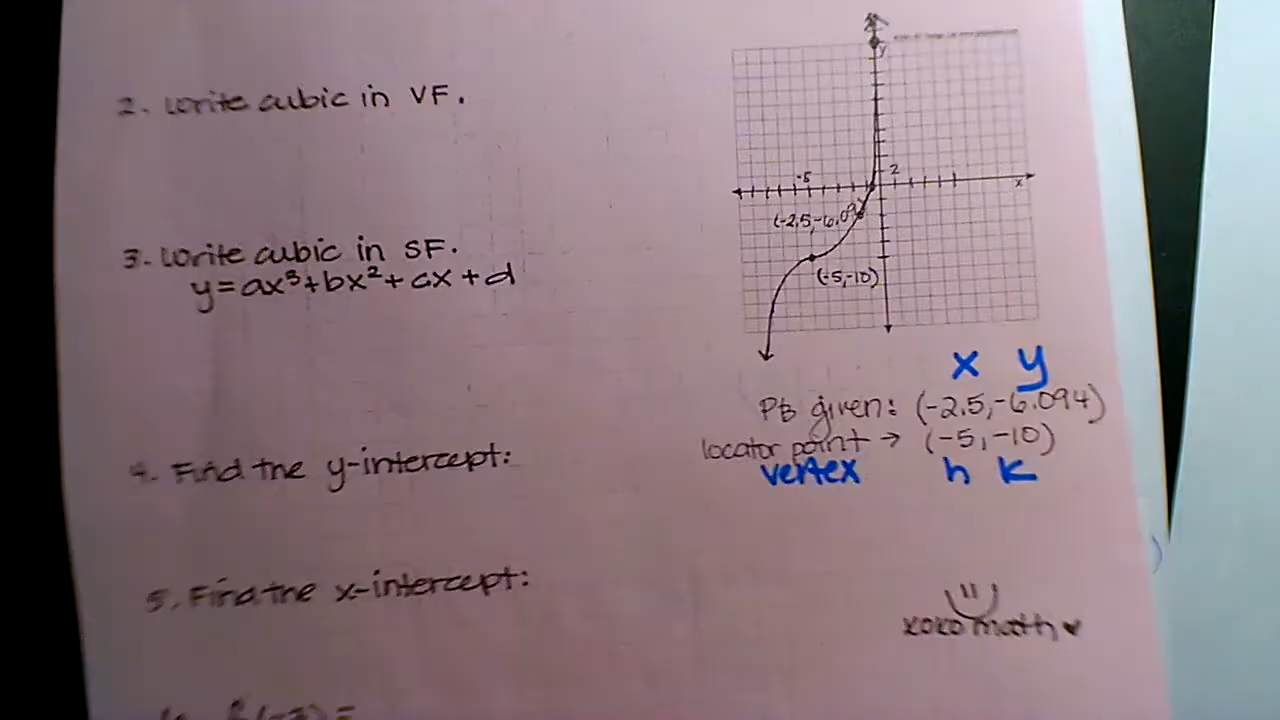 2. Write cubic in VF.
3. Write cubic in SF.
y=ax³+bx²+cx+d
4. Find the y-intercept:
5. Find the x-intercept:
y
-5
2
x
(-2.5,-6.09
(-5,-10)
x y
Pt given: (-2.5,-6.094)
locator point → (-5,-10)
vertex h k
xoxo math ♥